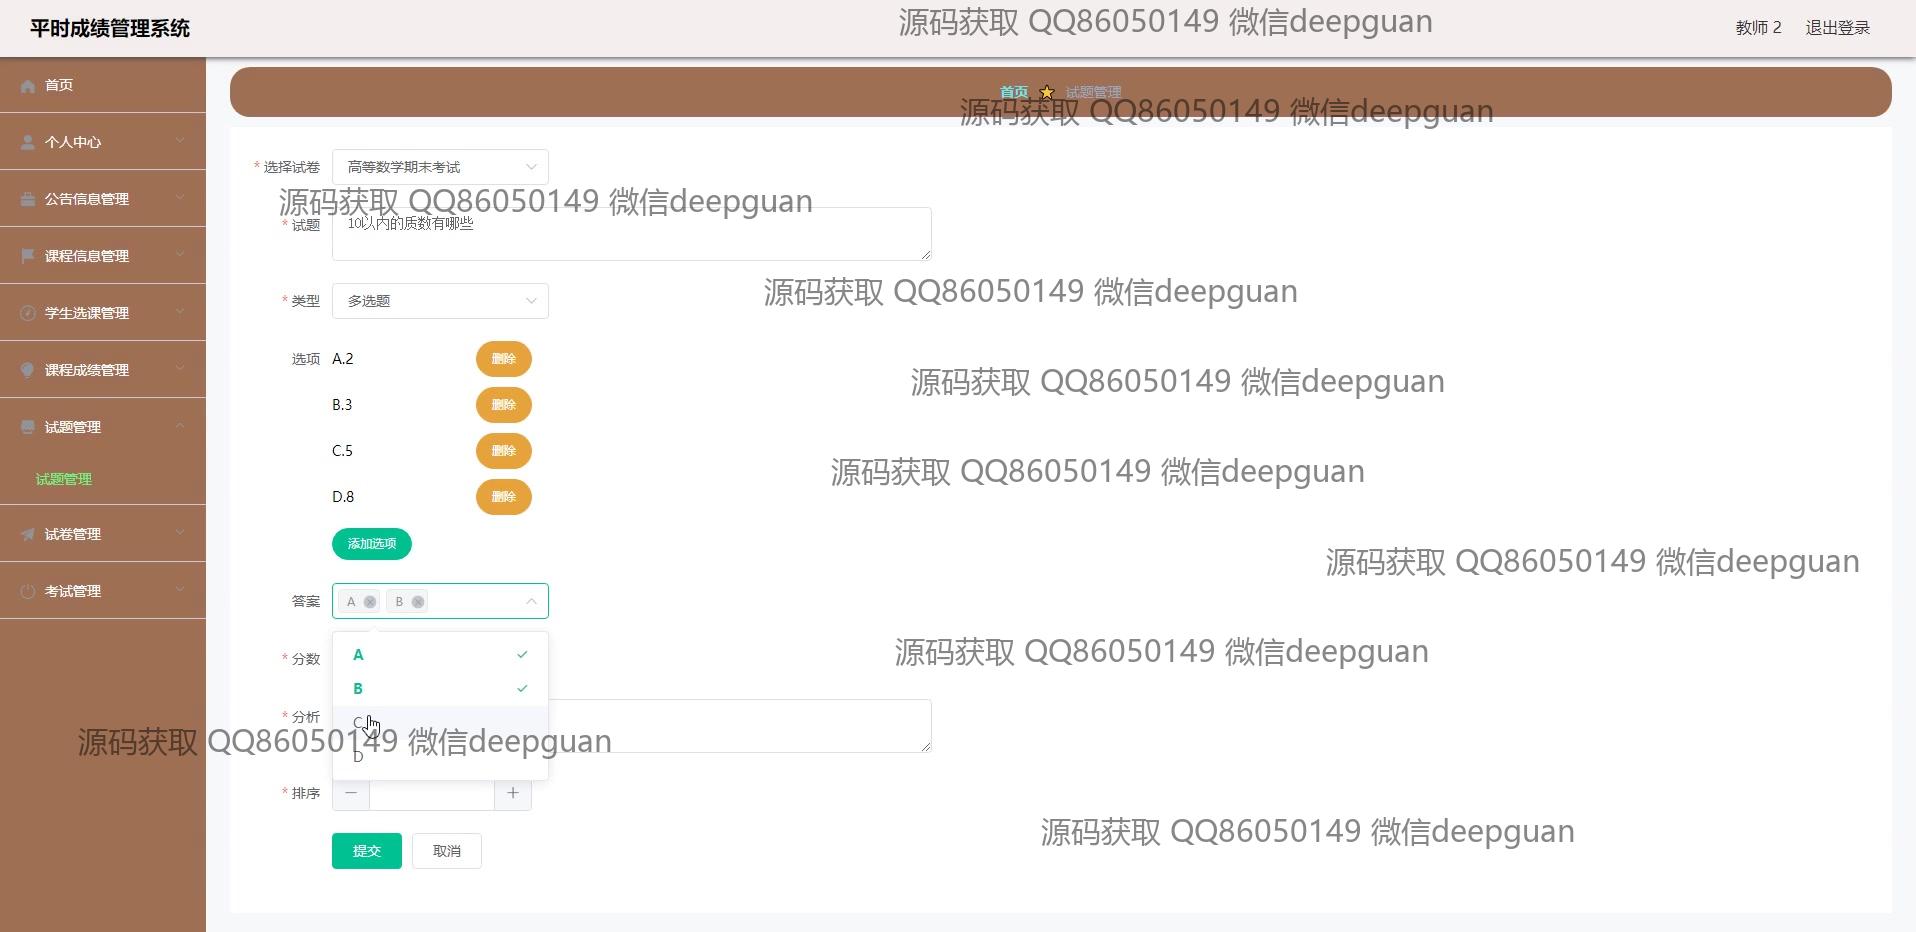 平时成绩管理系统
源码获取 QQ86050149 微信deepguan
教师 2 退出登录
首页
首页 试题管理
源码获取 QQ86050149 微信deepguan
个人中心
* 选择试卷 高等数学期末考试
公告信息管理
源码获取 QQ86050149 微信deepguan
* 试题 10以内的质数有哪些
课程信息管理
源码获取 QQ86050149 微信deepguan
* 类型 多选题
学生选课管理
选项 A.2 删除
课程成绩管理
源码获取 QQ86050149 微信deepguan
B.3 删除
试题管理
C.5 删除
源码获取 QQ86050149 微信deepguan
试题管理
D.8 删除
试卷管理
添加选项
源码获取 QQ86050149 微信deepguan
考试管理
答案 A B
A
源码获取 QQ86050149 微信deepguan
* 分数
B
* 分析
C
源码获取 QQ86050149 微信deepguan
D
* 排序
源码获取 QQ86050149 微信deepguan
提交 取消